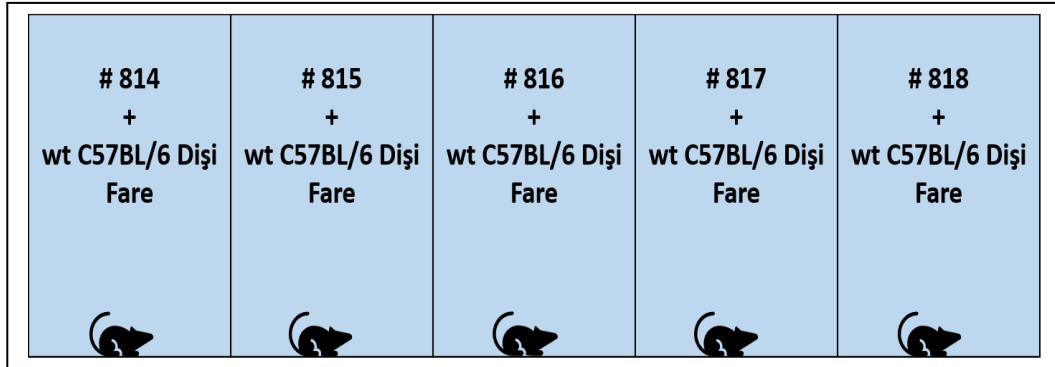 # 814
+
wt C57BL/6 Dişi
Fare
# 815
+
wt C57BL/6 Dişi
Fare
# 816
+
wt C57BL/6 Dişi
Fare
# 817
+
wt C57BL/6 Dişi
Fare
# 818
+
wt C57BL/6 Dişi
Fare